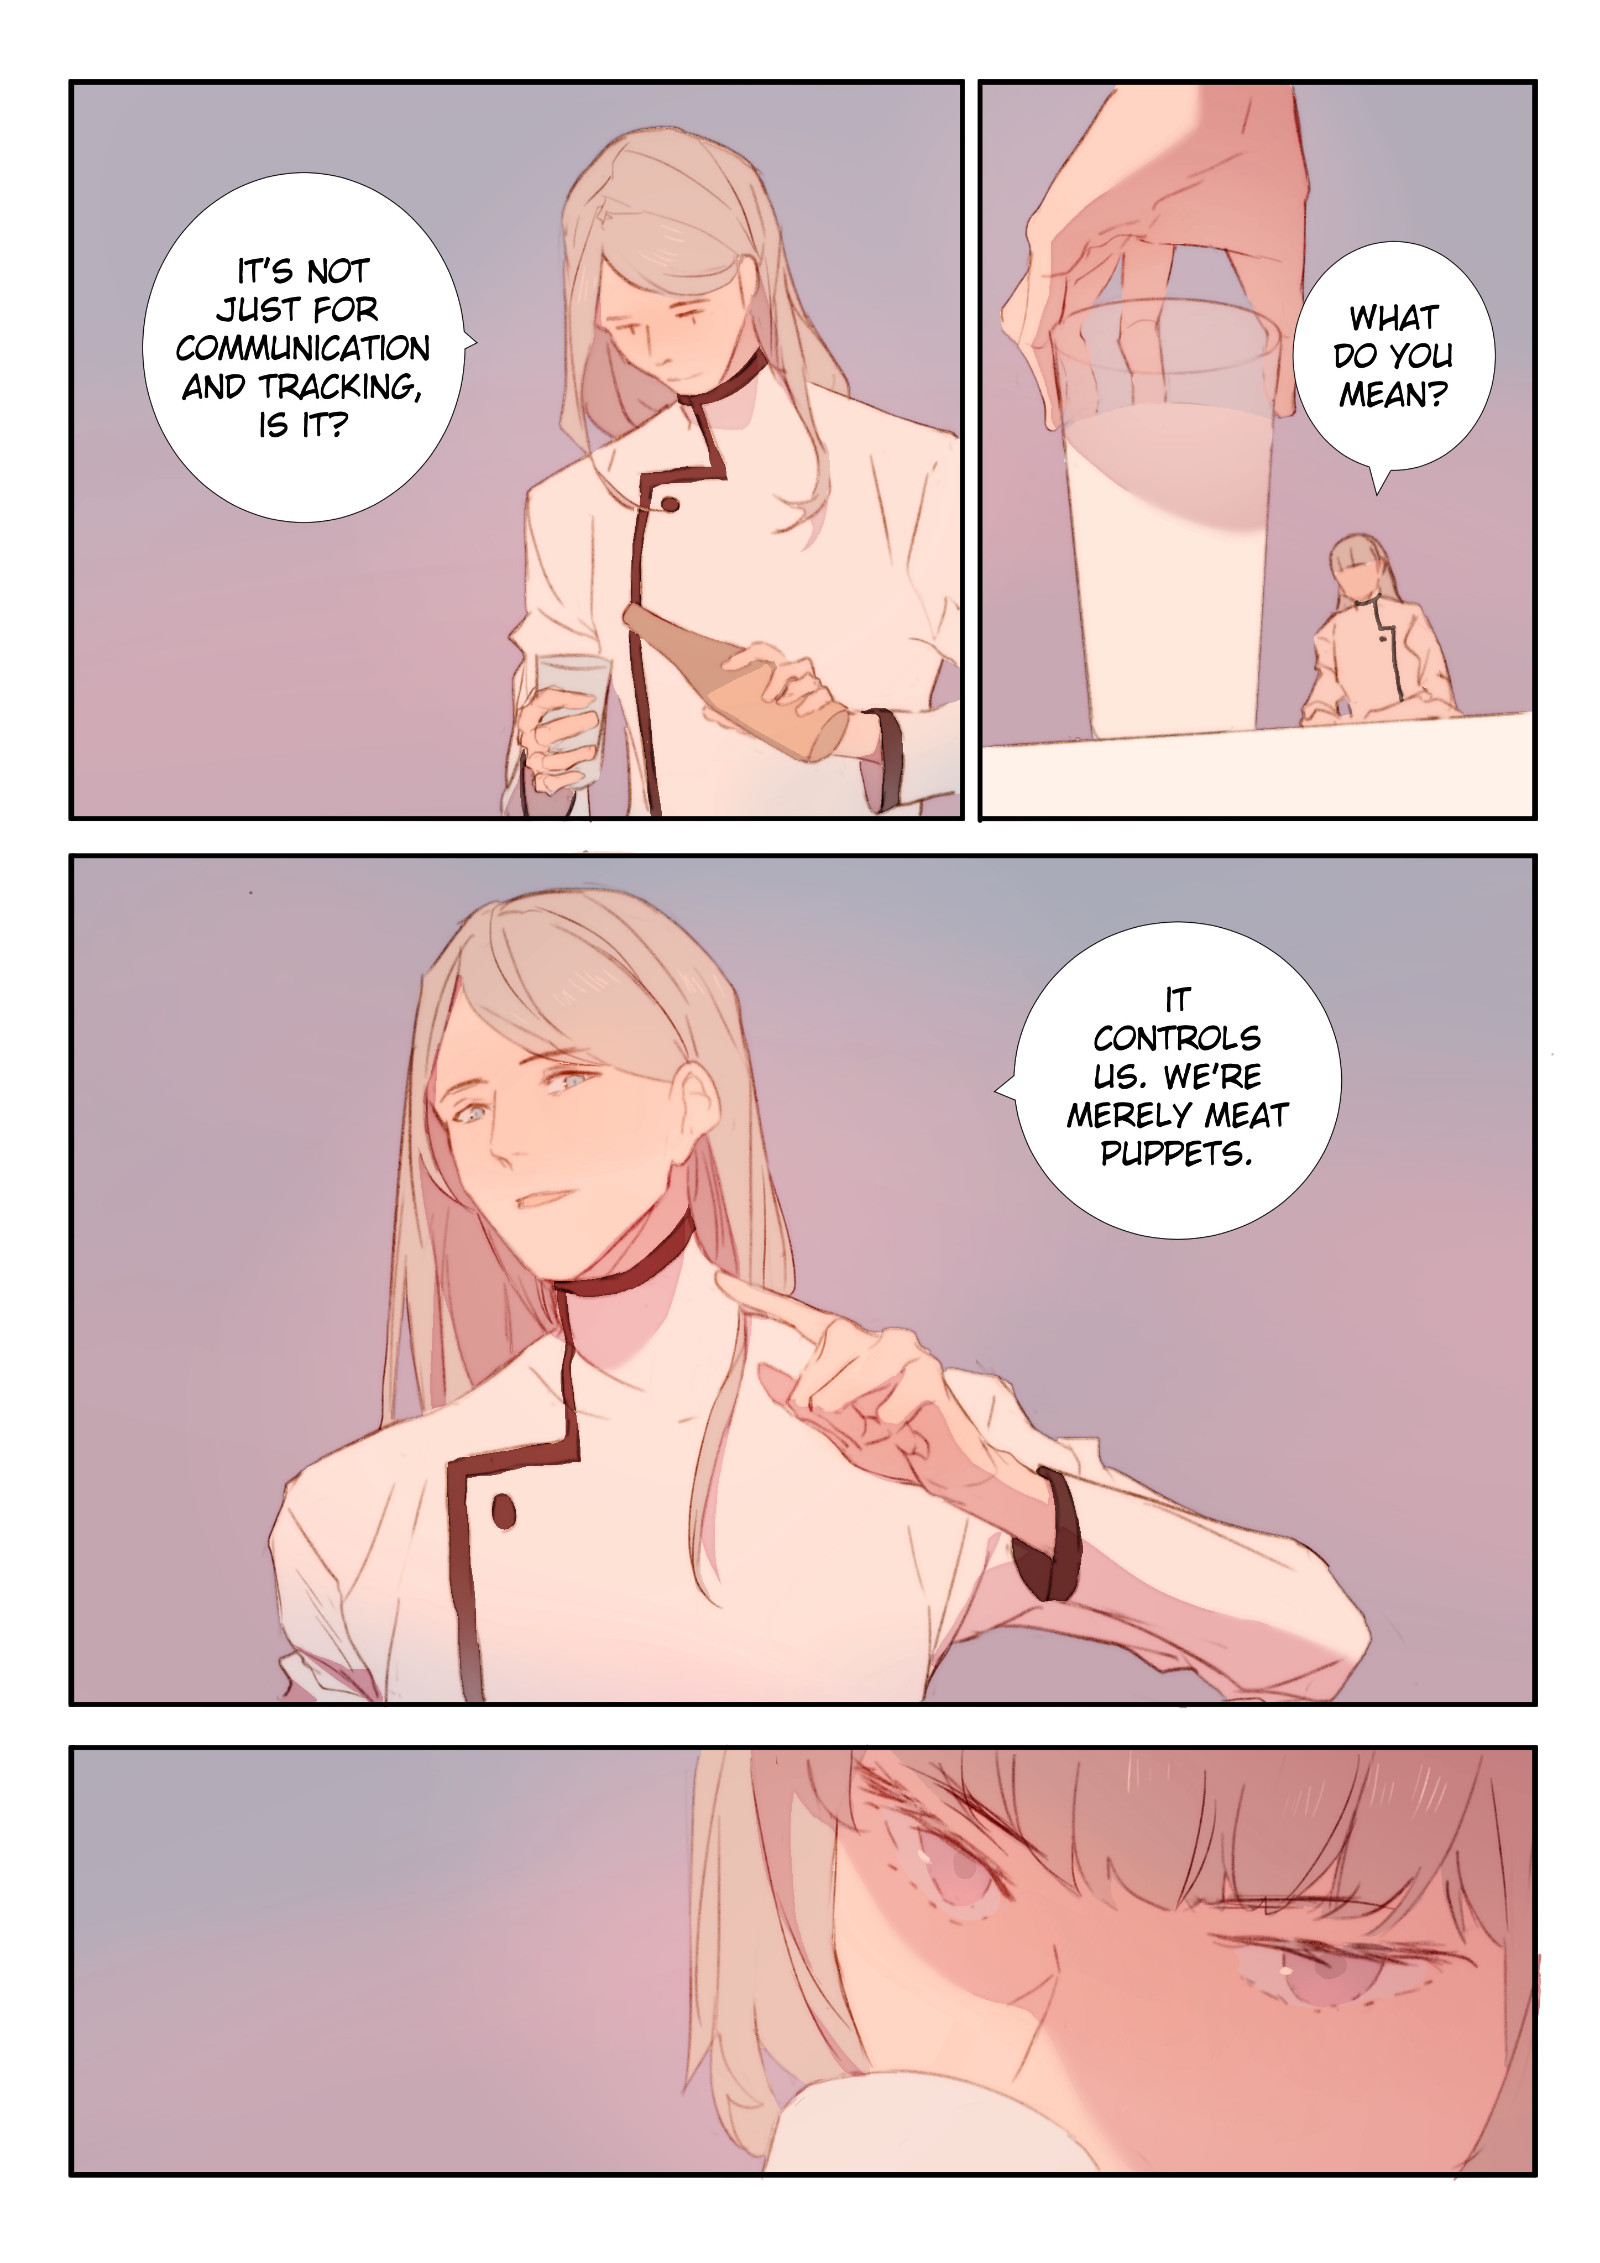 IT'S NOT
JUST FOR
COMMUNICATION
AND TRACKING,
IS IT?
WHAT
DO YOU
MEAN?
IT
CONTROLS
US. WE'RE
MERELY MEAT
PUPPETS.